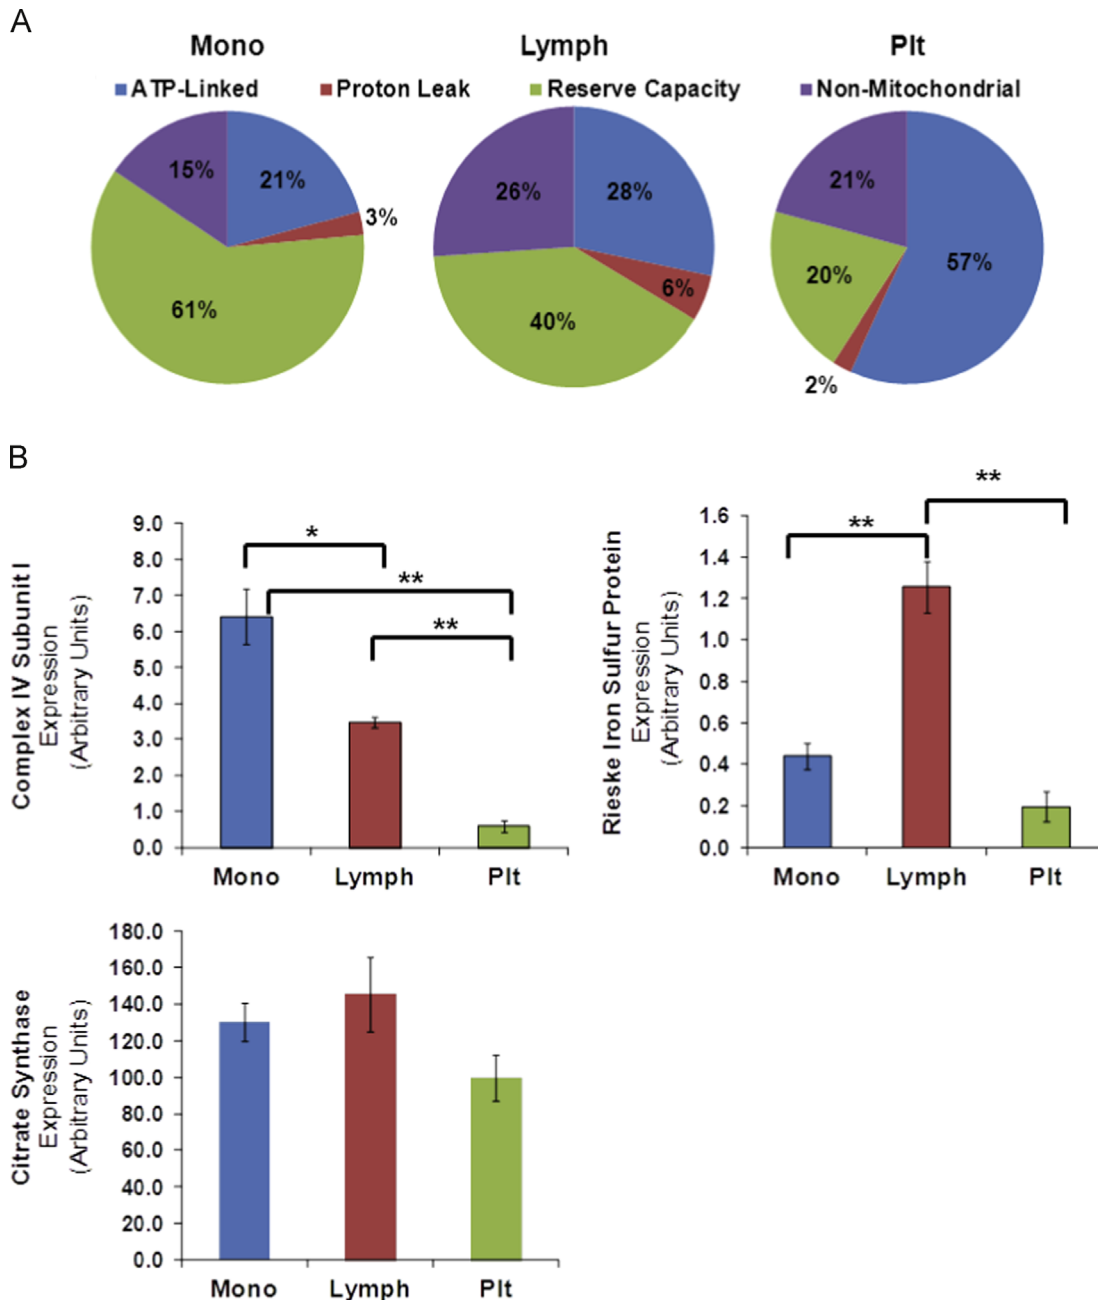 A
Mono Lymph Plt
ATP-Linked Proton Leak Reserve Capacity Non-Mitochondrial
15% 21% 3% 61%
26% 28% 6% 40%
21% 57% 20% 2%
B
Complex IV Subunit I
Expression
(Arbitrary Units)
9.0
8.0
7.0
6.0
5.0
4.0
3.0
2.0
1.0
0.0
*
**
**
Mono Lymph Plt
Rieske Iron Sulfur Protein
Expression
(Arbitrary Units)
1.6
1.4
1.2
1.0
0.8
0.6
0.4
0.2
0.0
**
**
Mono Lymph Plt
Citrate Synthase
Expression
(Arbitrary Units)
180.0
160.0
140.0
120.0
100.0
80.0
60.0
40.0
20.0
0.0
Mono Lymph Plt